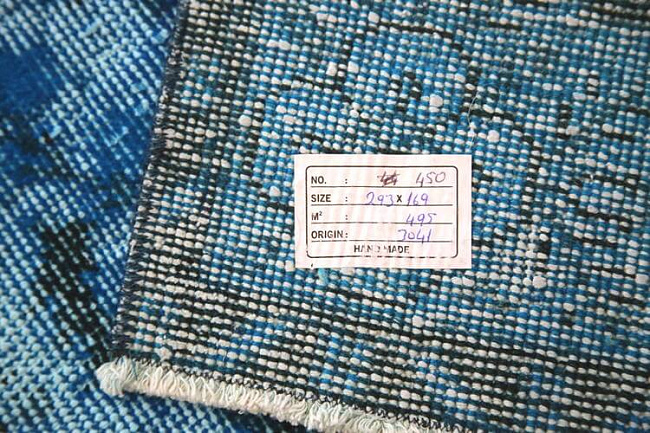 NO. : 450
SIZE : 293 X 169
M² : 495
ORIGIN : 7041
HAND MADE